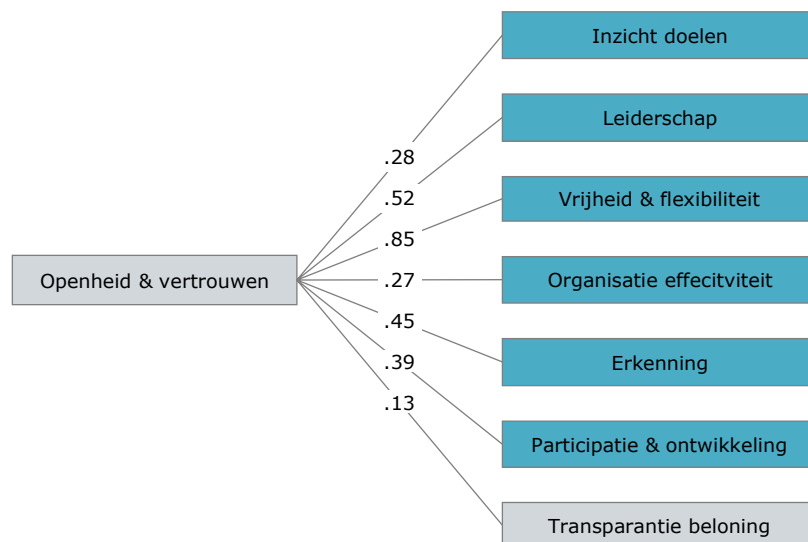 Inzicht doelen
Leiderschap
.28
.52
Vrijheid & flexibiliteit
.85
Openheid & vertrouwen
.27
Organisatie effecitviteit
.45
Erkenning
.39
.13
Participatie & ontwikkeling
Transparantie beloning